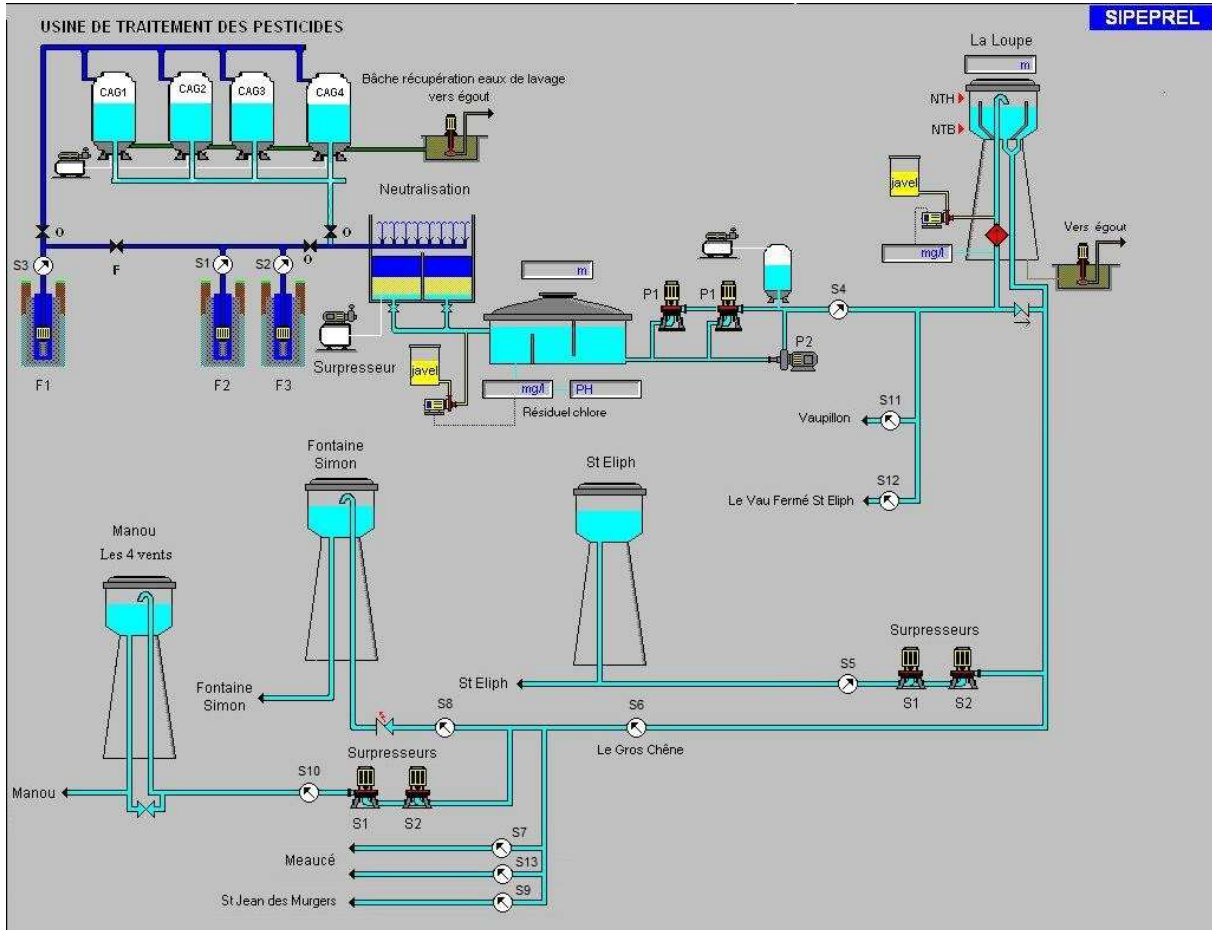 USINE DE TRAITEMENT DES PESTICIDES
SIPEPREL
La Loupe
m
CAG1
CAG2
CAG3
CAG4
Bâche récupération eaux de lavage
vers égout
NTH
NTB
javel
Neutralisation
Vers égout
mg/l
O
O
O
F
S3
S1
S2
m
P1
P1
S4
P2
F1
F2
F3
Surpresseur
javel
mg/l
PH
Résiduel chlore
S11
Vaupillon
S12
Le Vau Fermé St Eliph
Fontaine
Simon
St Eliph
Manou
Les 4 vents
Surpresseurs
S5
S1
S2
St Eliph
Fontaine
Simon
S8
S6
Le Gros Chêne
Surpresseurs
S10
Manou
S1
S2
S7
Meaucé
S13
S9
St Jean des Murgers